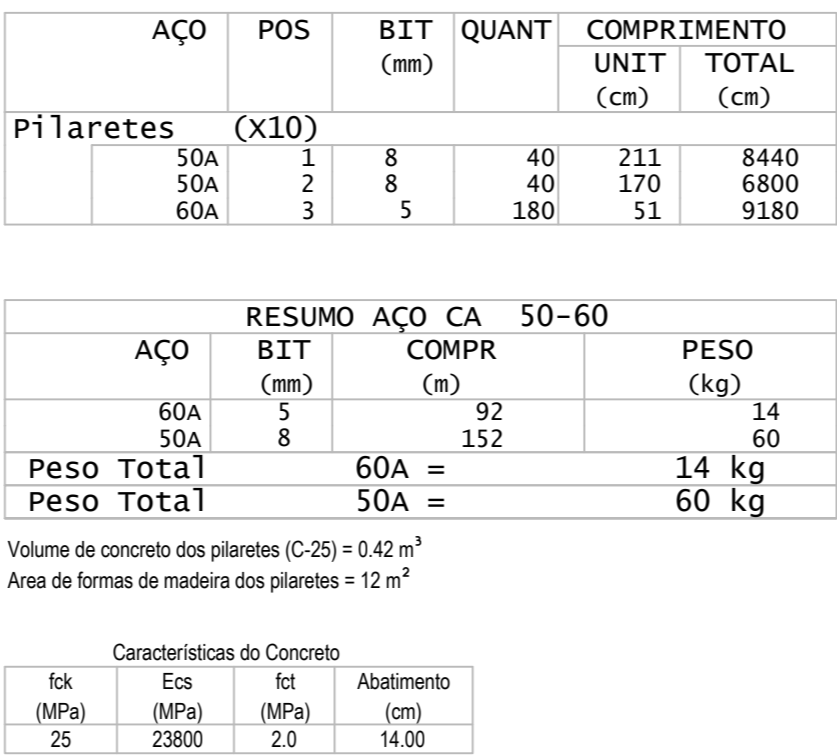 AÇO POS BIT QUANT COMPRIMENTO
(mm) UNIT TOTAL
(cm) (cm)
Pilaretes (X10)
50A 1 8 40 211 8440
50A 2 8 40 170 6800
60A 3 5 180 51 9180
RESUMO AÇO CA 50-60
AÇO BIT COMPR PESO
(mm) (m) (kg)
60A 5 92 14
50A 8 152 60
Peso Total 60A = 14 kg
Peso Total 50A = 60 kg
Volume de concreto dos pilaretes (C-25) = 0.42 m³
Area de formas de madeira dos pilaretes = 12 m²
Características do Concreto
fck Ecs fct Abatimento
(MPa) (MPa) (MPa) (cm)
25 23800 2.0 14.00